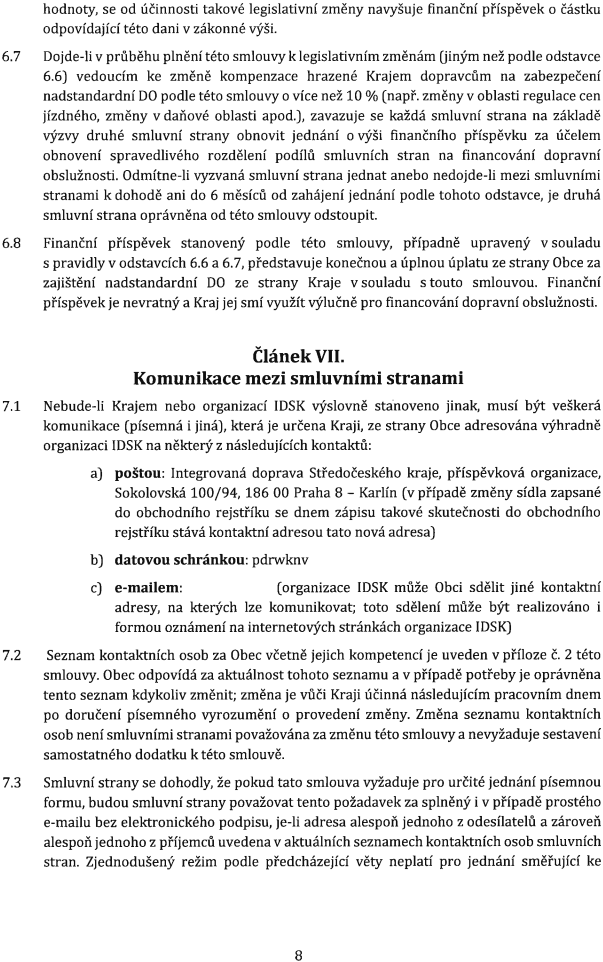 hodnoty, se od účinnosti takové legislativní změny navyšuje finanční příspěvek o částku
odpovídající této dani v zákonné výši.
6.7 Dojde-li v průběhu plnění této smlouvy k legislativním změnám (jiným než podle odstavce
6.6) vedoucím ke změně kompenzace hrazené Krajem dopravcům na zabezpečení
nadstandardní DO podle této smlouvy o více než 10 % (např. změny v oblasti regulace cen
jízdného, změny v daňové oblasti apod.), zavazuje se každá smluvní strana na základě
výzvy druhé smluvní strany obnovit jednání o výši finančního příspěvku za účelem
obnovení spravedlivého rozdělení podílů smluvních stran na financování dopravní
obslužnosti. Odmítne-li vyzvaná smluvní strana jednat anebo nedojde-li mezi smluvními
stranami k dohodě ani do 6 měsíců od zahájení jednání podle tohoto odstavce, je druhá
smluvní strana oprávněna od této smlouvy odstoupit.
6.8 Finanční příspěvek stanovený podle této smlouvy, případně upravený v souladu
s pravidly v odstavcích 6.6 a 6.7, představuje konečnou a úplnou úplatu ze strany Obce za
zajištění nadstandardní DO ze strany Kraje v souladu s touto smlouvou. Finanční
příspěvek je nevratný a Kraj jej smí využít výlučně pro financování dopravní obslužnosti.
Článek VII.
Komunikace mezi smluvními stranami
7.1 Nebude-li Krajem nebo organizací IDSK výslovně stanoveno jinak, musí být veškerá
komunikace (písemná i jiná), která je určena Kraji, ze strany Obce adresována výhradně
organizaci IDSK na některý z následujících kontaktů:
a) poštou: Integrovaná doprava Středočeského kraje, příspěvková organizace,
Sokolovská 100/94, 186 00 Praha 8 – Karlín (v případě změny sídla zapsané
do obchodního rejstříku se dnem zápisu takové skutečnosti do obchodního
rejstříku stává kontaktní adresou tato nová adresa)
b) datovou schránkou: pdrwknv
c) e-mailem: (organizace IDSK může Obci sdělit jiné kontaktní
adresy, na kterých lze komunikovat; toto sdělení může být realizováno i
formou oznámení na internetových stránkách organizace IDSK)
7.2 Seznam kontaktních osob za Obec včetně jejich kompetencí je uveden v příloze č. 2 této
smlouvy. Obec odpovídá za aktuálnost tohoto seznamu a v případě potřeby je oprávněna
tento seznam kdykoliv změnit; změna je vůči Kraji účinná následujícím pracovním dnem
po doručení písemného vyrozumění o provedení změny. Změna seznamu kontaktních
osob není smluvními stranami považována za změnu této smlouvy a nevyžaduje sestavení
samostatného dodatku k této smlouvě.
7.3 Smluvní strany se dohodly, že pokud tato smlouva vyžaduje pro určité jednání písemnou
formu, budou smluvní strany považovat tento požadavek za splněný i v případě prostého
e-mailu bez elektronického podpisu, je-li adresa alespoň jednoho z odesílatelů a zároveň
alespoň jednoho z příjemců uvedena v aktuálních seznamech kontaktních osob smluvních
stran. Zjednodušený režim podle předcházející věty neplatí pro jednání směřující ke
8